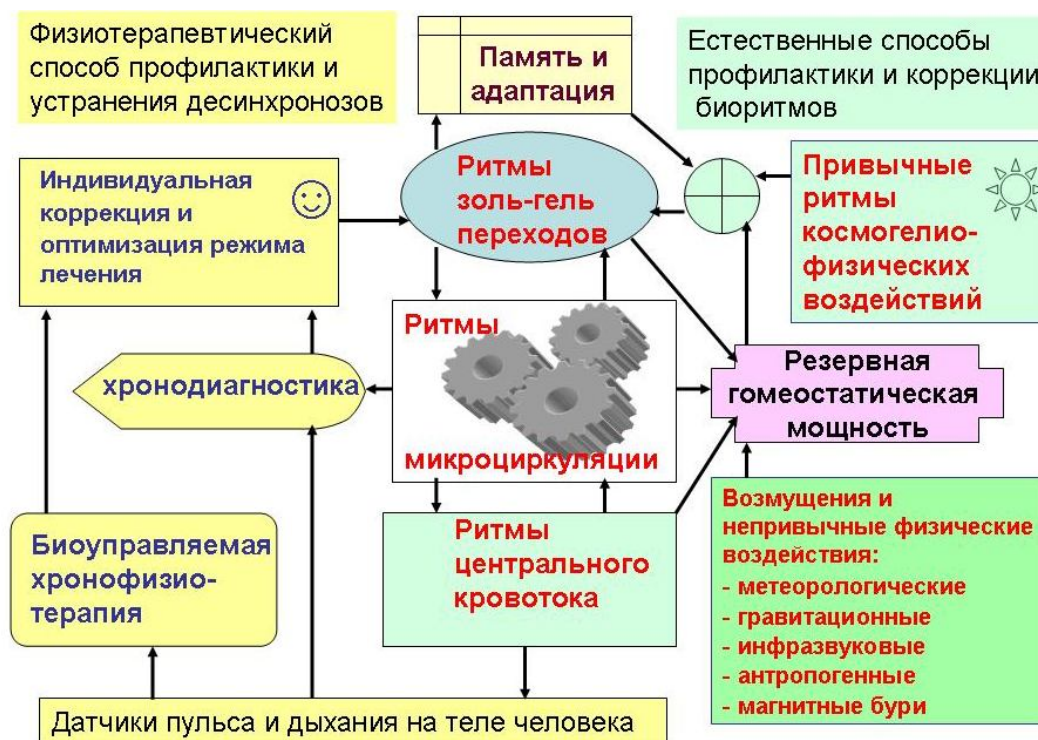 Физиотерапевтический
способ профилактики и
устранения десинхронозов
Память и
адаптация
Естественные способы
профилактики и коррекции
биоритмов
Индивидуальная
коррекция и
оптимизация режима
лечения
Ритмы
золь-гель
переходов
Привычные
ритмы
космогелио-
физических
воздействий
хронодиагностика
Ритмы
микроциркуляции
Резервная
гомеостатическая
мощность
Биоуправляемая
хронофизио-
терапия
Ритмы
центрального
кровотока
Возмущения и
непривычные физические
воздействия:
- метеорологические
- гравитационные
- инфразвуковые
- антропогенные
- магнитные бури
Датчики пульса и дыхания на теле человека